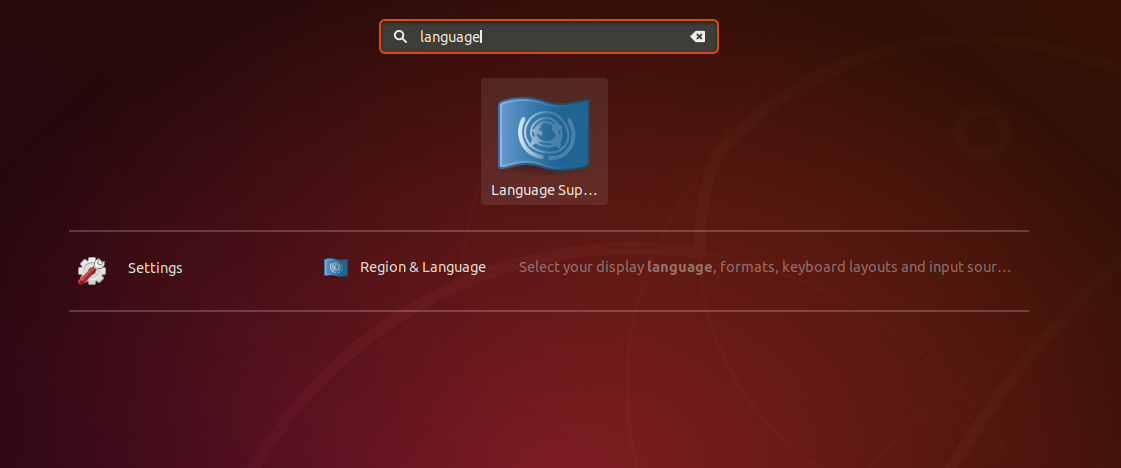 language
Language Sup...
Settings
Region & Language
Select your display language, formats, keyboard layouts and input sour...